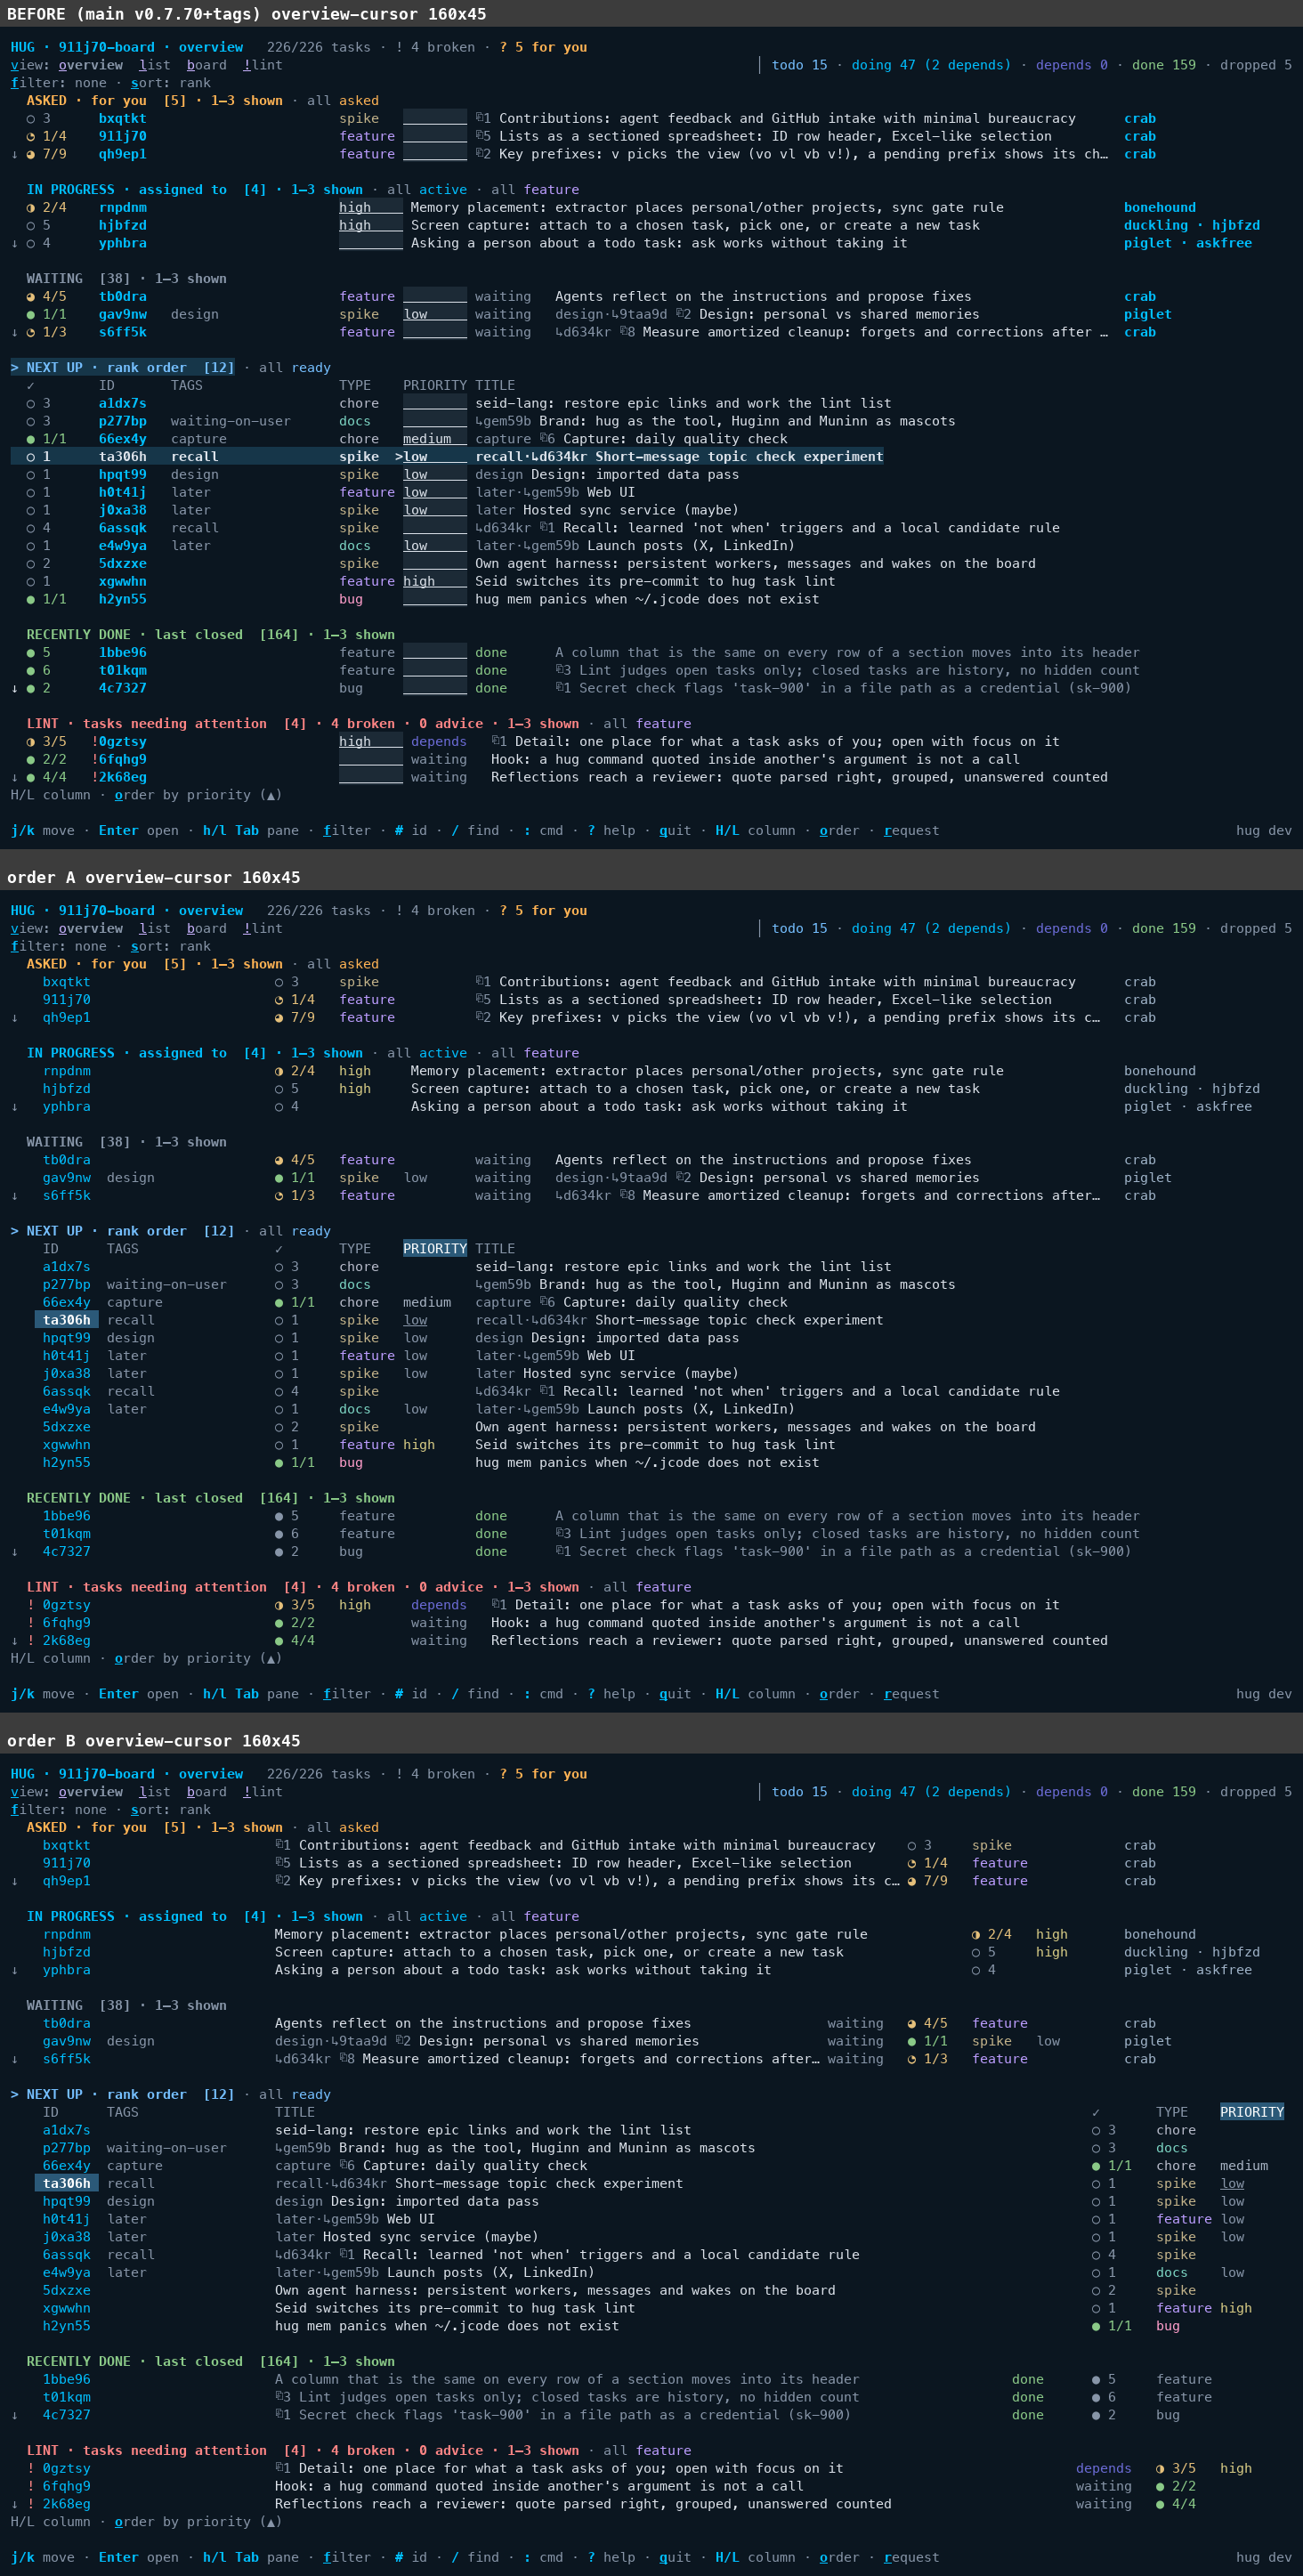 BEFORE (main v0.7.70+tags) overview-cursor 160x45
HUG · 911j70-board · overview   226/226 tasks · ! 4 broken · ? 5 for you
view: overview  list  board  !lint   │ todo 15 · doing 47 (2 depends) · depends 0 · done 159 · dropped 5
filter: none · sort: rank
ASKED · for you  [5] · 1–3 shown · all asked
○ 3  bxqtkt  spike  ⎗1 Contributions: agent feedback and GitHub intake with minimal bureaucracy  crab
◔ 1/4  911j70  feature  ⎗5 Lists as a sectioned spreadsheet: ID row header, Excel-like selection  crab
↓ ◕ 7/9  qh9ep1  feature  ⎗2 Key prefixes: v picks the view (vo vl vb v!), a pending prefix shows its ch…  crab
IN PROGRESS · assigned to  [4] · 1–3 shown · all active · all feature
◑ 2/4  rnpdnm  high  Memory placement: extractor places personal/other projects, sync gate rule  bonehound
○ 5  hjbfzd  high  Screen capture: attach to a chosen task, pick one, or create a new task  duckling · hjbfzd
↓ ○ 4  yphbra  Asking a person about a todo task: ask works without taking it  piglet · askfree
WAITING  [38] · 1–3 shown
◕ 4/5  tb0dra  feature  waiting  Agents reflect on the instructions and propose fixes  crab
● 1/1  gav9nw  design  spike  low  waiting  design·↳9taa9d ⎗2 Design: personal vs shared memories  piglet
↓ ◔ 1/3  s6ff5k  feature  waiting  ↳d634kr ⎗8 Measure amortized cleanup: forgets and corrections after …  crab
> NEXT UP · rank order  [12] · all ready
✓  ID  TAGS  TYPE  PRIORITY  TITLE
○ 3  a1dx7s  chore  seid-lang: restore epic links and work the lint list
○ 3  p277bp  waiting-on-user  docs  ↳gem59b Brand: hug as the tool, Huginn and Muninn as mascots
● 1/1  66ex4y  capture  chore  medium  capture ⎗6 Capture: daily quality check
○ 1  ta306h  recall  spike  >low  recall·↳d634kr Short-message topic check experiment
○ 1  hpqt99  design  spike  low  design Design: imported data pass
○ 1  h0t41j  later  feature  low  later·↳gem59b Web UI
○ 1  j0xa38  later  spike  low  later Hosted sync service (maybe)
○ 4  6assqk  recall  spike  ↳d634kr ⎗1 Recall: learned 'not when' triggers and a local candidate rule
○ 1  e4w9ya  later  docs  low  later·↳gem59b Launch posts (X, LinkedIn)
○ 2  5dxzxe  spike  Own agent harness: persistent workers, messages and wakes on the board
○ 1  xgwwhn  feature  high  Seid switches its pre-commit to hug task lint
● 1/1  h2yn55  bug  hug mem panics when ~/.jcode does not exist
RECENTLY DONE · last closed  [164] · 1–3 shown
● 5  1bbe96  feature  done  A column that is the same on every row of a section moves into its header
● 6  t01kqm  feature  done  ⎗3 Lint judges open tasks only; closed tasks are history, no hidden count
↓ ● 2  4c7327  bug  done  ⎗1 Secret check flags 'task-900' in a file path as a credential (sk-900)
LINT · tasks needing attention  [4] · 4 broken · 0 advice · 1–3 shown · all feature
◑ 3/5  !0gztsy  high  depends  ⎗1 Detail: one place for what a task asks of you; open with focus on it
● 2/2  !6fqhg9  waiting  Hook: a hug command quoted inside another's argument is not a call
↓ ● 4/4  !2k68eg  waiting  Reflections reach a reviewer: quote parsed right, grouped, unanswered counted
H/L column · order by priority (▲)
j/k move · Enter open · h/l Tab pane · filter · # id · / find · : cmd · ? help · quit · H/L column · order · request  hug dev
order A overview-cursor 160x45
HUG · 911j70-board · overview   226/226 tasks · ! 4 broken · ? 5 for you
view: overview  list  board  !lint   │ todo 15 · doing 47 (2 depends) · depends 0 · done 159 · dropped 5
filter: none · sort: rank
ASKED · for you  [5] · 1–3 shown · all asked
bxqtkt  ○ 3  spike  ⎗1 Contributions: agent feedback and GitHub intake with minimal bureaucracy  crab
911j70  ◔ 1/4  feature  ⎗5 Lists as a sectioned spreadsheet: ID row header, Excel-like selection  crab
↓ qh9ep1  ◕ 7/9  feature  ⎗2 Key prefixes: v picks the view (vo vl vb v!), a pending prefix shows its c…  crab
IN PROGRESS · assigned to  [4] · 1–3 shown · all active · all feature
rnpdnm  ◑ 2/4  high  Memory placement: extractor places personal/other projects, sync gate rule  bonehound
hjbfzd  ○ 5  high  Screen capture: attach to a chosen task, pick one, or create a new task  duckling · hjbfzd
↓ yphbra  ○ 4  Asking a person about a todo task: ask works without taking it  piglet · askfree
WAITING  [38] · 1–3 shown
tb0dra  ◕ 4/5  feature  waiting  Agents reflect on the instructions and propose fixes  crab
gav9nw  design  ● 1/1  spike  low  waiting  design·↳9taa9d ⎗2 Design: personal vs shared memories  piglet
↓ s6ff5k  ◔ 1/3  feature  waiting  ↳d634kr ⎗8 Measure amortized cleanup: forgets and corrections after…  crab
> NEXT UP · rank order  [12] · all ready
ID  TAGS  ✓  TYPE  PRIORITY  TITLE
a1dx7s  ○ 3  chore  seid-lang: restore epic links and work the lint list
p277bp  waiting-on-user  ○ 3  docs  ↳gem59b Brand: hug as the tool, Huginn and Muninn as mascots
66ex4y  capture  ● 1/1  chore  medium  capture ⎗6 Capture: daily quality check
ta306h  recall  ○ 1  spike  low  recall·↳d634kr Short-message topic check experiment
hpqt99  design  ○ 1  spike  low  design Design: imported data pass
h0t41j  later  ○ 1  feature  low  later·↳gem59b Web UI
j0xa38  later  ○ 1  spike  low  later Hosted sync service (maybe)
6assqk  recall  ○ 4  spike  ↳d634kr ⎗1 Recall: learned 'not when' triggers and a local candidate rule
e4w9ya  later  ○ 1  docs  low  later·↳gem59b Launch posts (X, LinkedIn)
5dxzxe  ○ 2  spike  Own agent harness: persistent workers, messages and wakes on the board
xgwwhn  ○ 1  feature  high  Seid switches its pre-commit to hug task lint
h2yn55  ● 1/1  bug  hug mem panics when ~/.jcode does not exist
RECENTLY DONE · last closed  [164] · 1–3 shown
1bbe96  ● 5  feature  done  A column that is the same on every row of a section moves into its header
t01kqm  ● 6  feature  done  ⎗3 Lint judges open tasks only; closed tasks are history, no hidden count
↓ 4c7327  ● 2  bug  done  ⎗1 Secret check flags 'task-900' in a file path as a credential (sk-900)
LINT · tasks needing attention  [4] · 4 broken · 0 advice · 1–3 shown · all feature
! 0gztsy  ◑ 3/5  high  depends  ⎗1 Detail: one place for what a task asks of you; open with focus on it
! 6fqhg9  ● 2/2  waiting  Hook: a hug command quoted inside another's argument is not a call
↓ ! 2k68eg  ● 4/4  waiting  Reflections reach a reviewer: quote parsed right, grouped, unanswered counted
H/L column · order by priority (▲)
j/k move · Enter open · h/l Tab pane · filter · # id · / find · : cmd · ? help · quit · H/L column · order · request  hug dev
order B overview-cursor 160x45
HUG · 911j70-board · overview   226/226 tasks · ! 4 broken · ? 5 for you
view: overview  list  board  !lint   │ todo 15 · doing 47 (2 depends) · depends 0 · done 159 · dropped 5
filter: none · sort: rank
ASKED · for you  [5] · 1–3 shown · all asked
bxqtkt  ⎗1 Contributions: agent feedback and GitHub intake with minimal bureaucracy  ○ 3  spike  crab
911j70  ⎗5 Lists as a sectioned spreadsheet: ID row header, Excel-like selection  ◔ 1/4  feature  crab
↓ qh9ep1  ⎗2 Key prefixes: v picks the view (vo vl vb v!), a pending prefix shows its c…  ◕ 7/9  feature  crab
IN PROGRESS · assigned to  [4] · 1–3 shown · all active · all feature
rnpdnm  Memory placement: extractor places personal/other projects, sync gate rule  ◑ 2/4  high  bonehound
hjbfzd  Screen capture: attach to a chosen task, pick one, or create a new task  ○ 5  high  duckling · hjbfzd
↓ yphbra  Asking a person about a todo task: ask works without taking it  ○ 4  piglet · askfree
WAITING  [38] · 1–3 shown
tb0dra  Agents reflect on the instructions and propose fixes  waiting  ◕ 4/5  feature  crab
gav9nw  design  design·↳9taa9d ⎗2 Design: personal vs shared memories  waiting  ● 1/1  spike  low  piglet
↓ s6ff5k  ↳d634kr ⎗8 Measure amortized cleanup: forgets and corrections after…  waiting  ◔ 1/3  feature  crab
> NEXT UP · rank order  [12] · all ready
ID  TAGS  TITLE  ✓  TYPE  PRIORITY
a1dx7s  seid-lang: restore epic links and work the lint list  ○ 3  chore
p277bp  waiting-on-user  ↳gem59b Brand: hug as the tool, Huginn and Muninn as mascots  ○ 3  docs
66ex4y  capture  capture ⎗6 Capture: daily quality check  ● 1/1  chore  medium
ta306h  recall  recall·↳d634kr Short-message topic check experiment  ○ 1  spike  low
hpqt99  design  design Design: imported data pass  ○ 1  spike  low
h0t41j  later  later·↳gem59b Web UI  ○ 1  feature  low
j0xa38  later  later Hosted sync service (maybe)  ○ 1  spike  low
6assqk  recall  ↳d634kr ⎗1 Recall: learned 'not when' triggers and a local candidate rule  ○ 4  spike
e4w9ya  later  later·↳gem59b Launch posts (X, LinkedIn)  ○ 1  docs  low
5dxzxe  Own agent harness: persistent workers, messages and wakes on the board  ○ 2  spike
xgwwhn  Seid switches its pre-commit to hug task lint  ○ 1  feature  high
h2yn55  hug mem panics when ~/.jcode does not exist  ● 1/1  bug
RECENTLY DONE · last closed  [164] · 1–3 shown
1bbe96  A column that is the same on every row of a section moves into its header  done  ● 5  feature
t01kqm  ⎗3 Lint judges open tasks only; closed tasks are history, no hidden count  done  ● 6  feature
↓ 4c7327  ⎗1 Secret check flags 'task-900' in a file path as a credential (sk-900)  done  ● 2  bug
LINT · tasks needing attention  [4] · 4 broken · 0 advice · 1–3 shown · all feature
! 0gztsy  ⎗1 Detail: one place for what a task asks of you; open with focus on it  depends  ◑ 3/5  high
! 6fqhg9  Hook: a hug command quoted inside another's argument is not a call  waiting  ● 2/2
↓ ! 2k68eg  Reflections reach a reviewer: quote parsed right, grouped, unanswered counted  waiting  ● 4/4
H/L column · order by priority (▲)
j/k move · Enter open · h/l Tab pane · filter · # id · / find · : cmd · ? help · quit · H/L column · order · request  hug dev